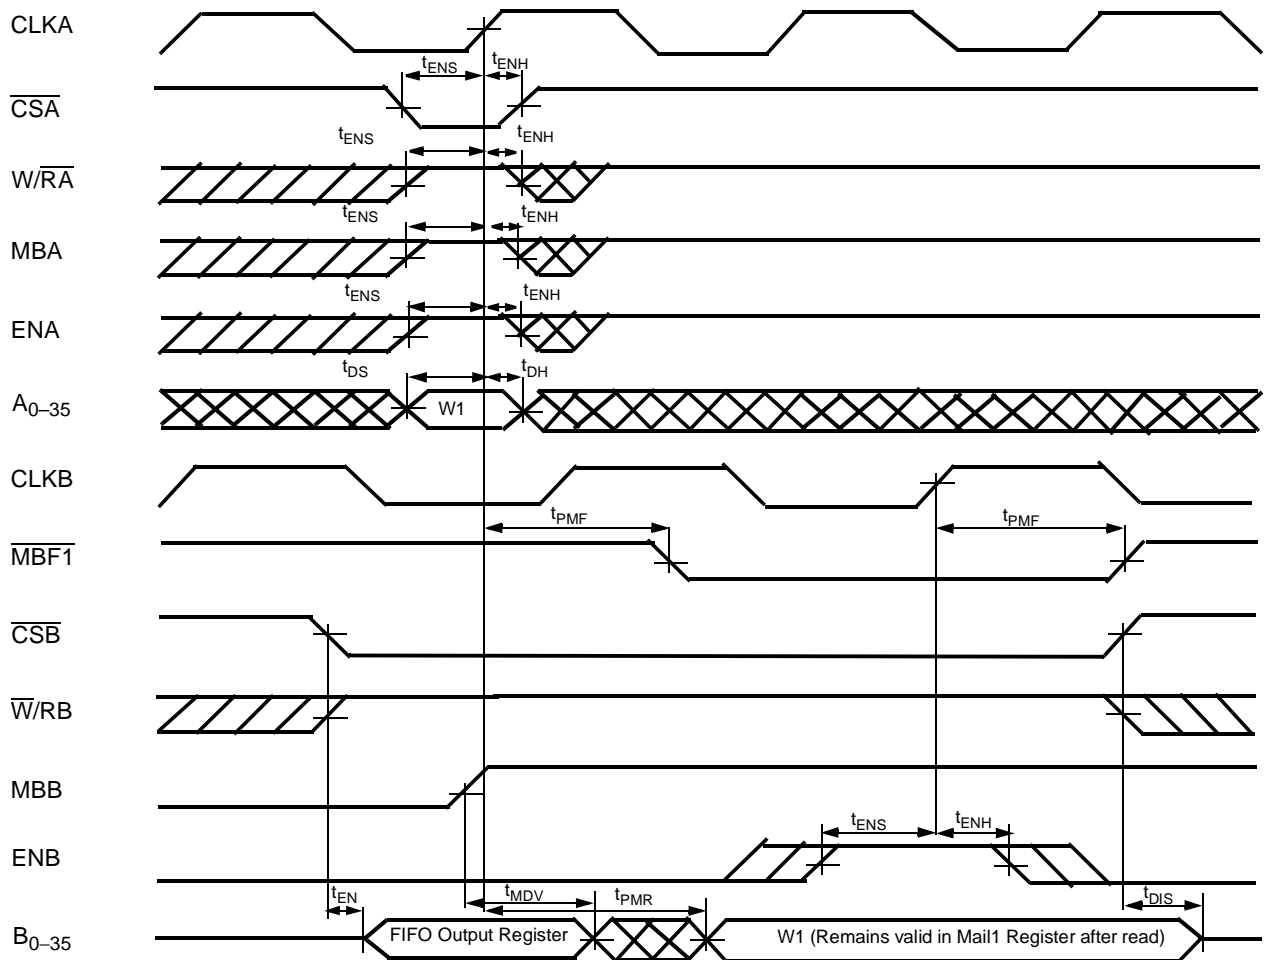 CLKA
tENS tENH
CSA
tENS tENH
W/RA
tENS tENH
MBA
tENS tENH
ENA
tDS tDH
A0–35 W1
CLKB
tPMF tPMF
MBF1
CSB
W/RB
MBB
tENS tENH
ENB
tEN tMDV tPMR tDIS
B0–35 FIFO Output Register W1 (Remains valid in Mail1 Register after read)